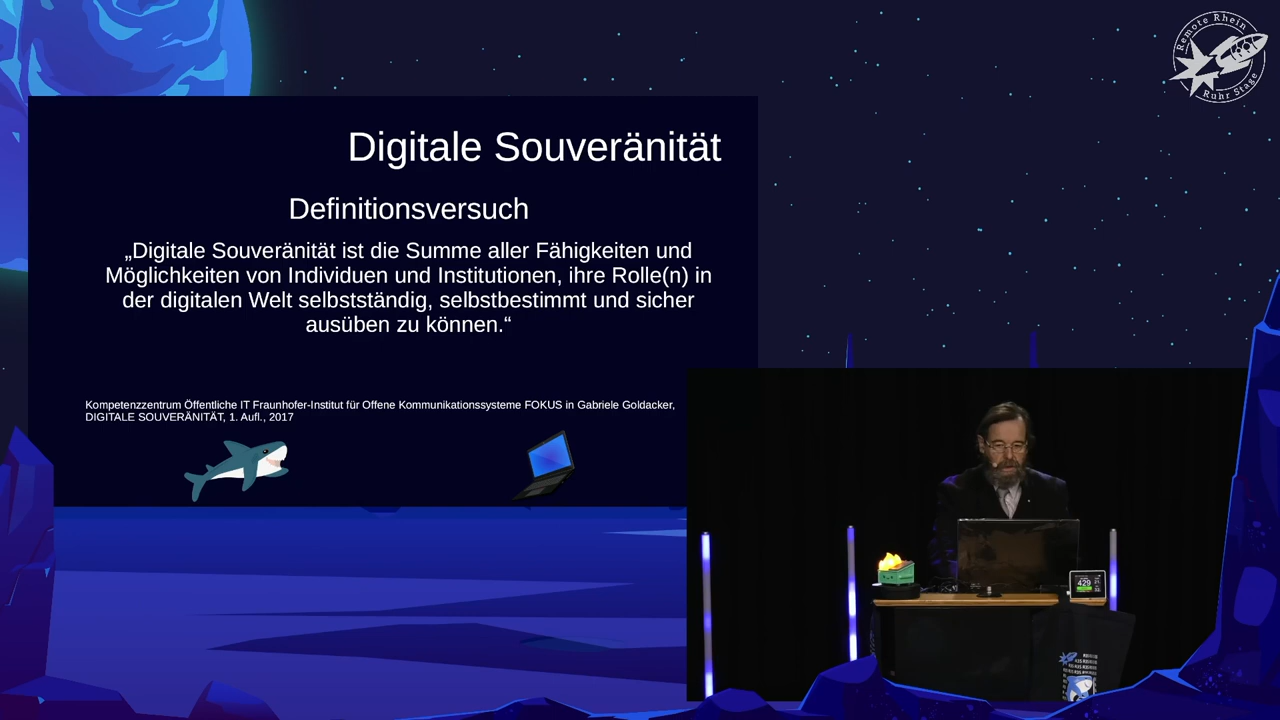 Remote Rhein
Ruhr Stage
Digitale Souveränität
Definitionsversuch
„Digitale Souveränität ist die Summe aller Fähigkeiten und
Möglichkeiten von Individuen und Institutionen, ihre Rolle(n) in
der digitalen Welt selbstständig, selbstbestimmt und sicher
ausüben zu können.“
Kompetenzzentrum Öffentliche IT Fraunhofer-Institut für Offene Kommunikationssysteme FOKUS in Gabriele Goldacker,
DIGITALE SOUVERÄNITÄT, 1. Aufl., 2017
429